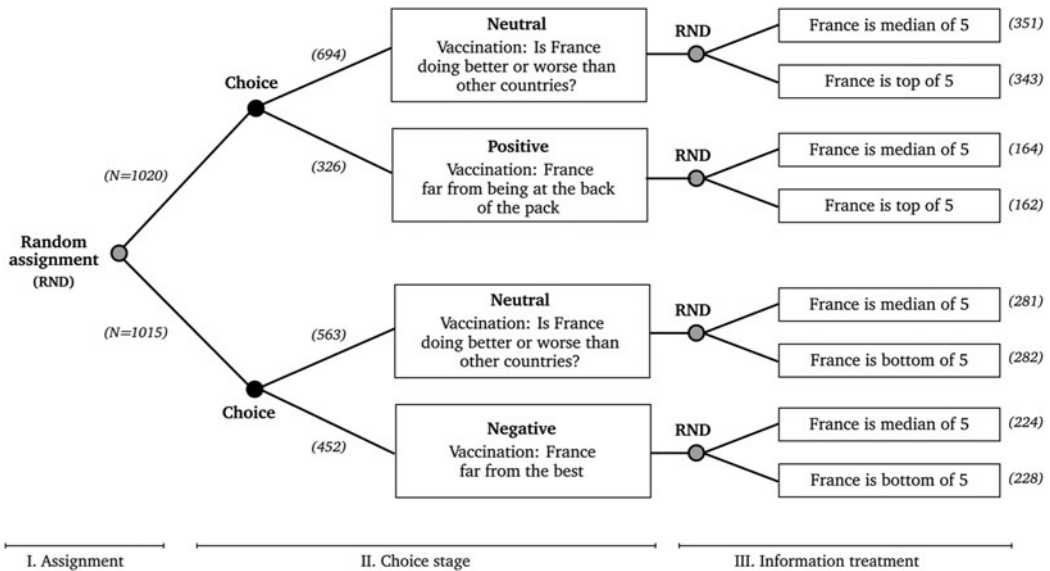 Random
assignment
(RND)
(N=1020)
(N=1015)
Choice
(694)
(326)
Neutral
Vaccination: Is France
doing better or worse than
other countries?
RND
France is median of 5
(351)
France is top of 5
(343)
Positive
Vaccination: France
far from being at the back
of the pack
RND
France is median of 5
(164)
France is top of 5
(162)
Choice
(563)
(452)
Neutral
Vaccination: Is France
doing better or worse than
other countries?
RND
France is median of 5
(281)
France is bottom of 5
(282)
Negative
Vaccination: France
far from the best
RND
France is median of 5
(224)
France is bottom of 5
(228)
I. Assignment
II. Choice stage
III. Information treatment